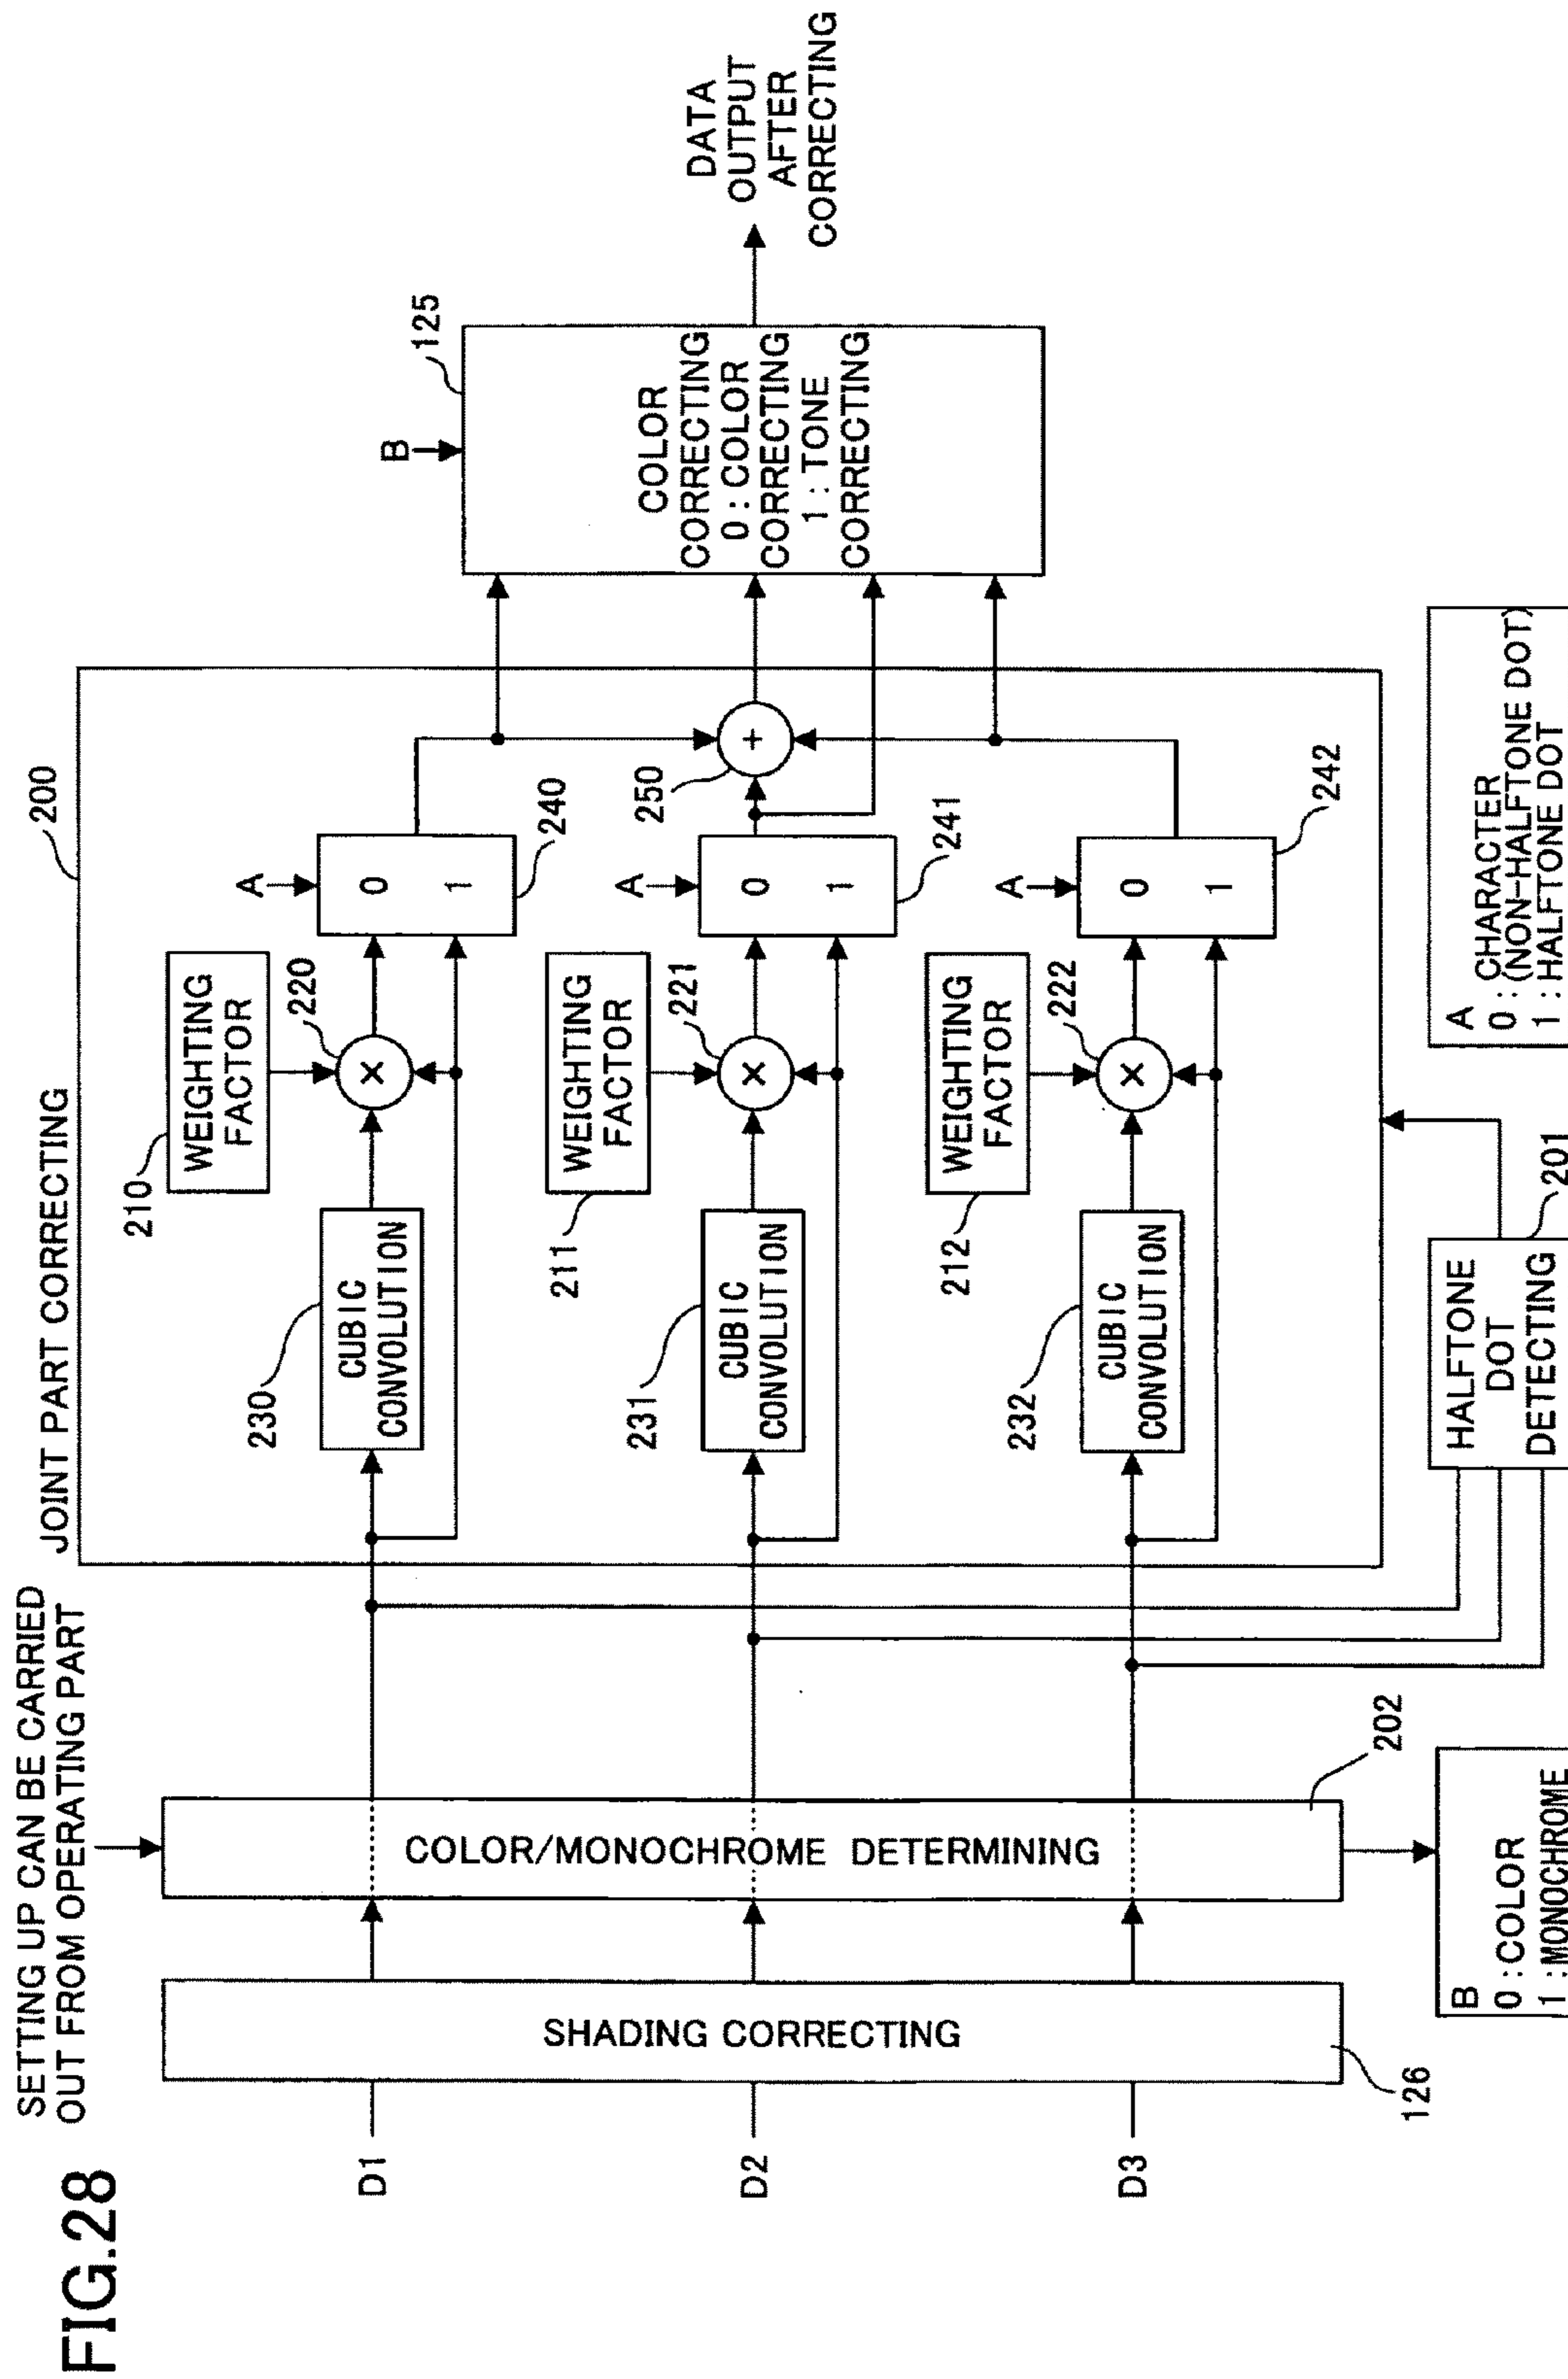 FIG.28
SETTING UP CAN BE CARRIED
OUT FROM OPERATING PART
JOINT PART CORRECTING
200
D1
D2
D3
SHADING CORRECTING
126
COLOR/MONOCHROME DETERMINING
202
B
0:COLOR
1:MONOCHROME
230
CUBIC
CONVOLUTION
210
WEIGHTING
FACTOR
220
×
A
0
1
240
231
CUBIC
CONVOLUTION
211
WEIGHTING
FACTOR
221
×
A
0
1
241
232
CUBIC
CONVOLUTION
212
WEIGHTING
FACTOR
222
×
A
0
1
242
250
+
HALFTONE
DOT
DETECTING
201
A
0:CHARACTER
(NON-HALFTONE DOT)
1:HALFTONE DOT
B
125
COLOR
CORRECTING
0:COLOR
CORRECTING
1:TONE
CORRECTING
DATA
OUTPUT
AFTER
CORRECTING